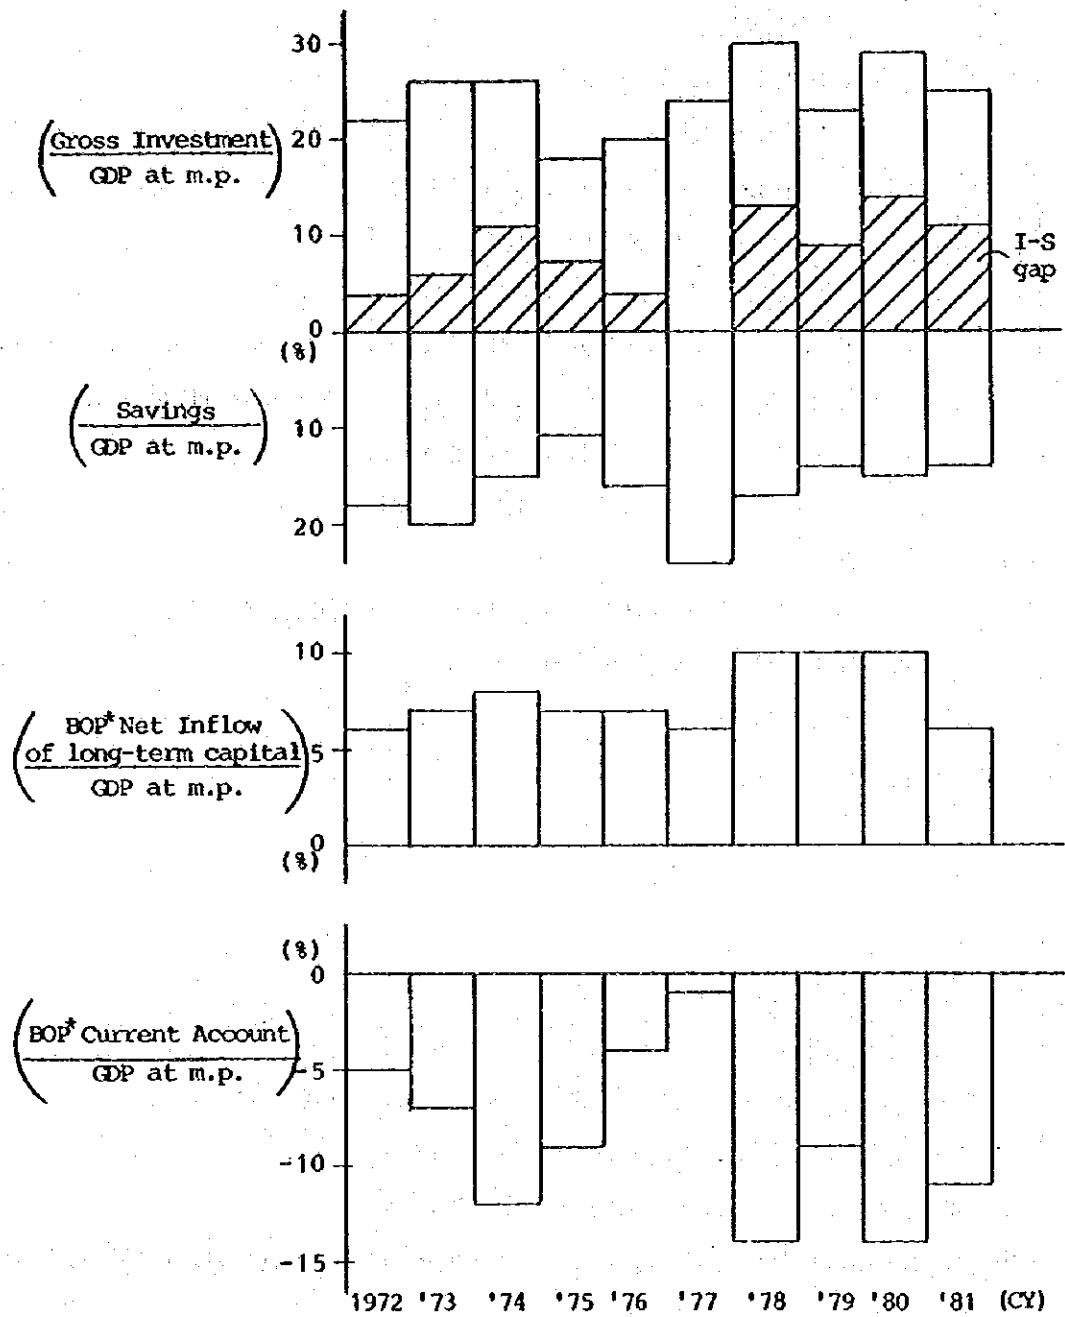 30
(Gross Investment
GDP at m.p.)
20
10
I-S
gap
0
(%)
(Savings
GDP at m.p.)
10
20
10
(BOP* Net Inflow
of long-term capital
GDP at m.p.)
5
0
(%)
(%)
0
(BOP* Current Account
GDP at m.p.)
-5
-10
-15
1972 '73 '74 '75 '76 '77 '78 '79 '80 '81 (CY)